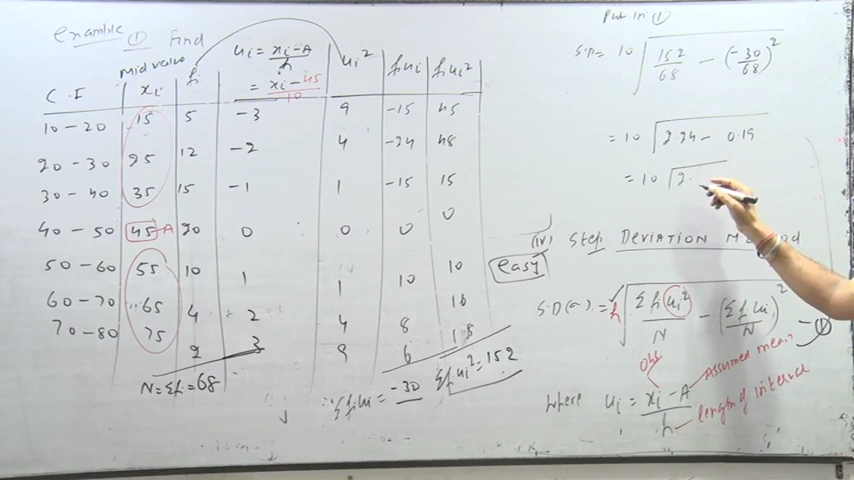 example ① Find
C.I
Mid value xi
fi
ui = xi-A/h
= xi-45/10
ui²
fiui
fiui²
10-20 15 5 -3 9 -15 45
20-30 25 12 -2 4 -24 48
30-40 35 15 -1 1 -15 15
40-50 45 A 20 0 0 0 0
50-60 55 10 1 1 10 10
60-70 65 4 2 4 8 16
70-80 75 2 3 9 6 18
N = Σfi = 68
Σfiui = -30
Σfiui² = 152
Put in ①
S.D = 10 √152/68 - (-30/68)²
= 10 √2.24 - 0.19
= 10 √2.
(iv) Step Deviation Method
easy
S.D(σ) = h √Σfiui²/N - (Σfiui/N)² - ①
Obs
Assumed mean
where ui = xi-A/h
length of interval